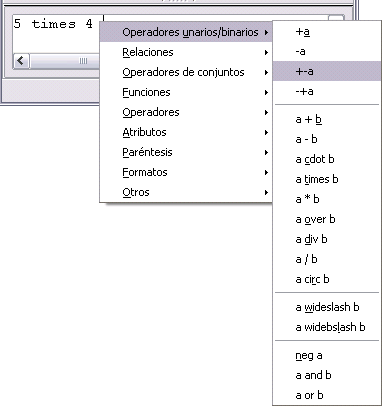 5 times 4
Operadores unarios/binarios
Relaciones
Operadores de conjuntos
Funciones
Operadores
Atributos
Paréntesis
Formatos
Otros
+a
-a
+-a
-+a
a + b
a - b
a cdot b
a times b
a * b
a over b
a div b
a / b
a circ b
a wideslash b
a widebslash b
neg a
a and b
a or b